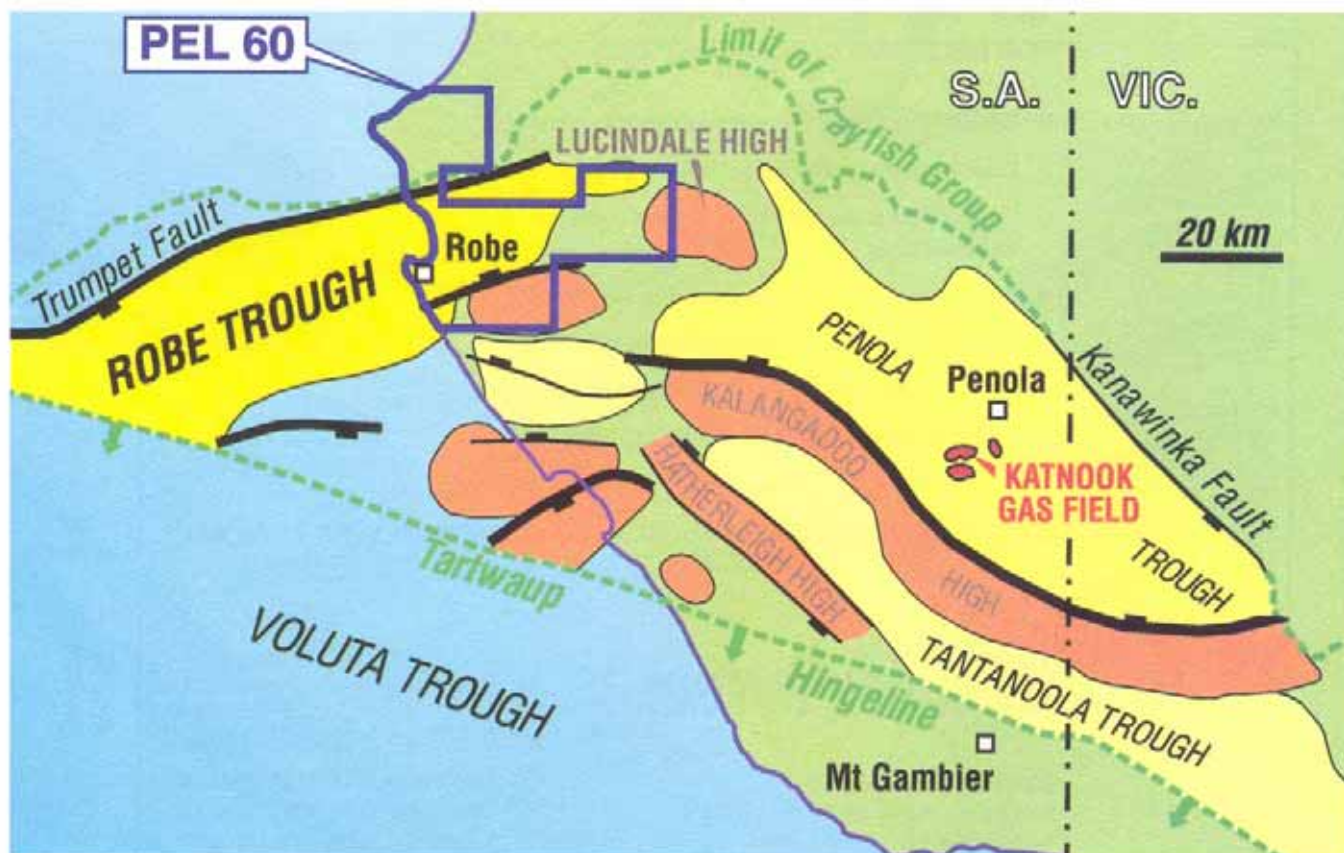 PEL 60
Limit of Crayfish Group
S.A.
VIC.
LUCINDALE HIGH
Trumpet Fault
Robe
20 km
ROBE TROUGH
PENOLA
Penola
Kanawinka Fault
KALANGADOO
KATNOOK
GAS FIELD
HATHERLEIGH HIGH
HIGH
TROUGH
Tartwaup
VOLUTA TROUGH
TANTANOOLA TROUGH
Hingeline
Mt Gambier